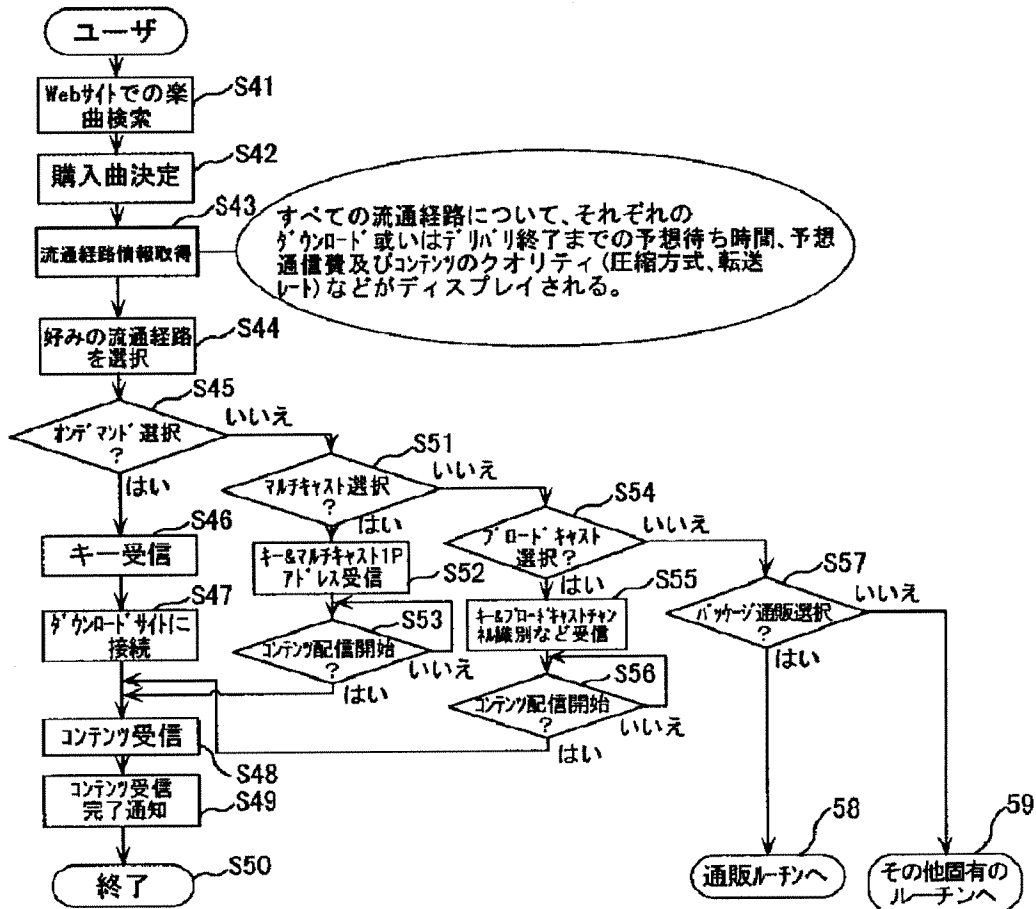 ユーザ
Webサイトでの楽
曲検索
S41
購入曲決定
S42
流通経路情報取得
S43
すべての流通経路について、それぞれの
ダウンロード或いはデリバリ終了までの予想待ち時間、予想
通信費及びコンテンツのクオリティ(圧縮方式、転送
レート)などがディスプレイされる。
好みの流通経路
を選択
S44
オンデマンド選択
?
S45
いいえ
はい
マルチキャスト選択
?
S51
いいえ
はい
ブロードキャスト
選択?
S54
いいえ
はい
パッケージ通販選択
?
S57
いいえ
はい
キー受信
S46
キー&マルチキャスト1P
アドレス受信
S52
キー&ブロードキャストチャン
ネル識別など受信
S55
ダウンロードサイトに
接続
S47
コンテンツ配信開始
?
S53
いいえ
はい
コンテンツ配信開始
?
S56
いいえ
はい
コンテンツ受信
S48
コンテンツ受信
完了通知
S49
終了
S50
通販ルーチンへ
58
その他固有の
ルーチンへ
59